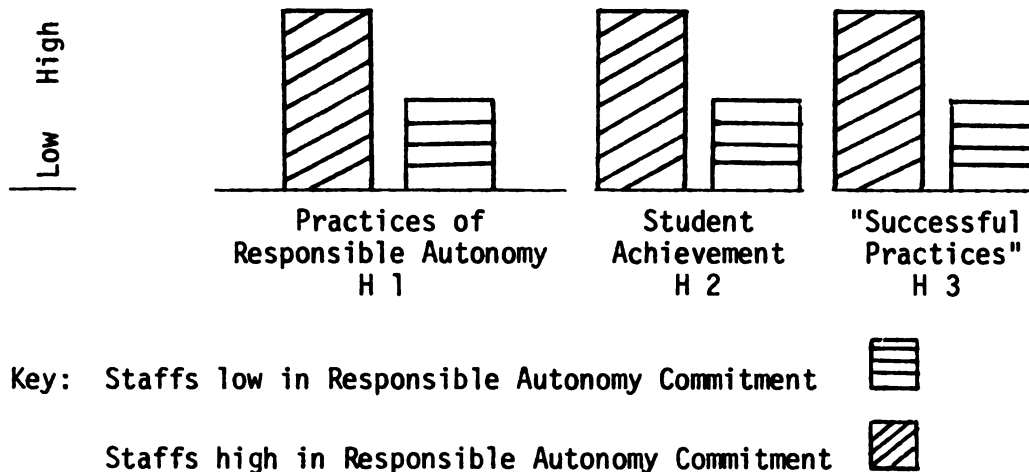 High
Low
Practices of
Responsible Autonomy
H 1
Student
Achievement
H 2
"Successful
Practices"
H 3
Key: Staffs low in Responsible Autonomy Commitment
Staffs high in Responsible Autonomy Commitment